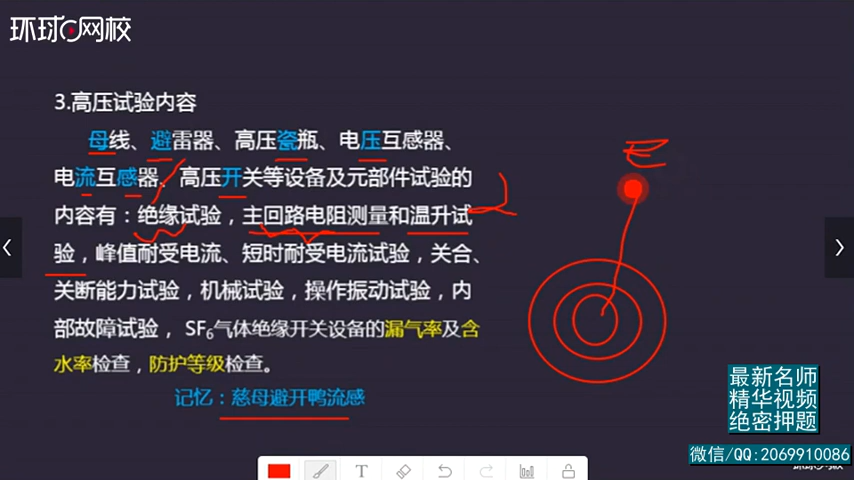 环球网校
3.高压试验内容
母线、避雷器、高压瓷瓶、电压互感器、
电流互感器、高压开关等设备及元部件试验的
内容有：绝缘试验，主回路电阻测量和温升试
验，峰值耐受电流、短时耐受电流试验，关合、
关断能力试验，机械试验，操作振动试验，内
部故障试验，SF₆气体绝缘开关设备的漏气率及含
水率检查，防护等级检查。
记忆：慈母避开鸭流感
最新名师
精华视频
绝密押题
微信/QQ:2069910086
T